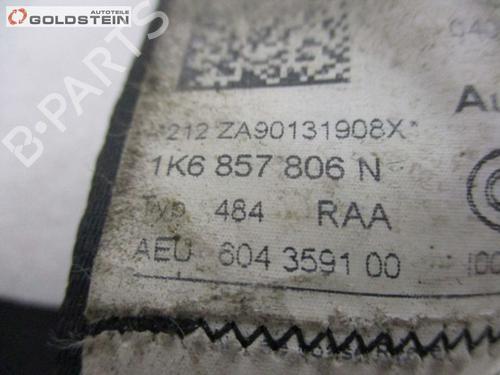 AUTOTEILE
GOLDSTEIN
B-PARTS
Au
*212 ZA90131908X*
1K6 857 806 N
Typ 484 RAA
AEU 604 3591 00